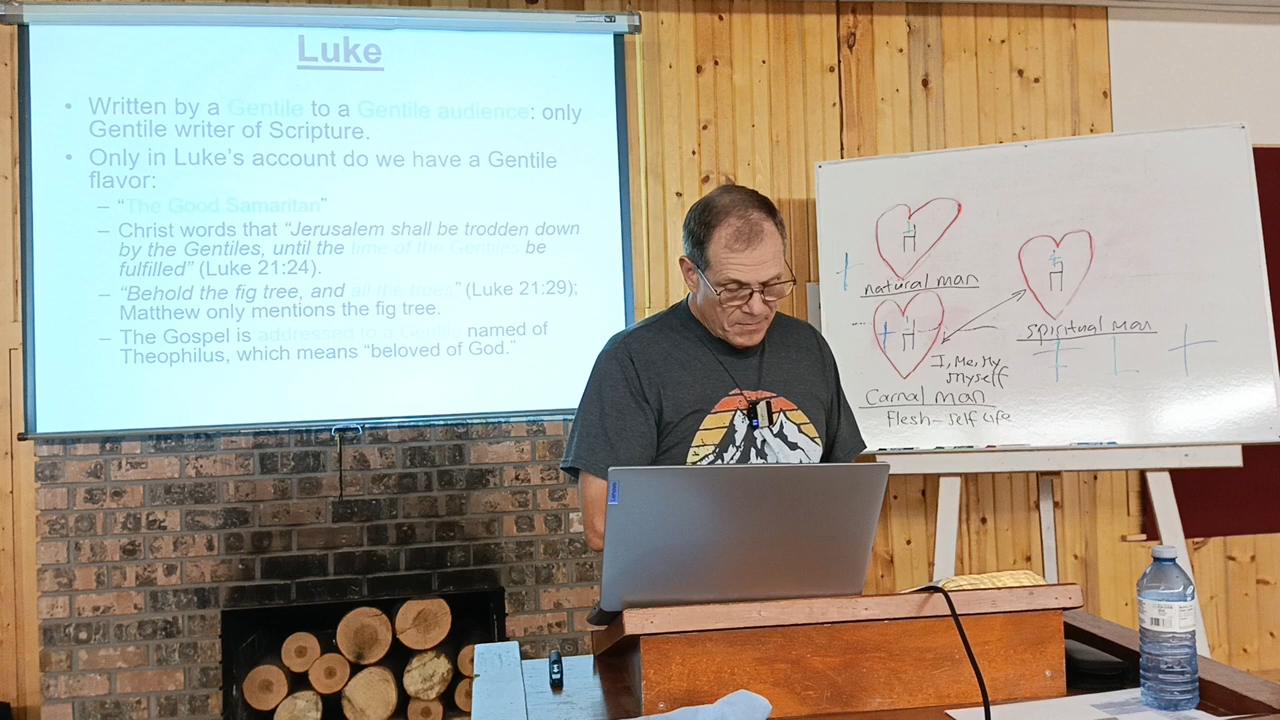 Luke
• Written by a Gentile to a Gentile audience: only
Gentile writer of Scripture.
• Only in Luke's account do we have a Gentile
flavor:
– “The Good Samaritan”
– Christ words that “Jerusalem shall be trodden down
by the Gentiles, until the time of the Gentiles be
fulfilled” (Luke 21:24).
– “Behold the fig tree, and all the trees” (Luke 21:29);
Matthew only mentions the fig tree.
– The Gospel is addressed to a Gentile named of
Theophilus, which means “beloved of God.”
natural man
spiritual man
I, Me, My
Myself
Carnal man
Flesh – self life
Lenovo